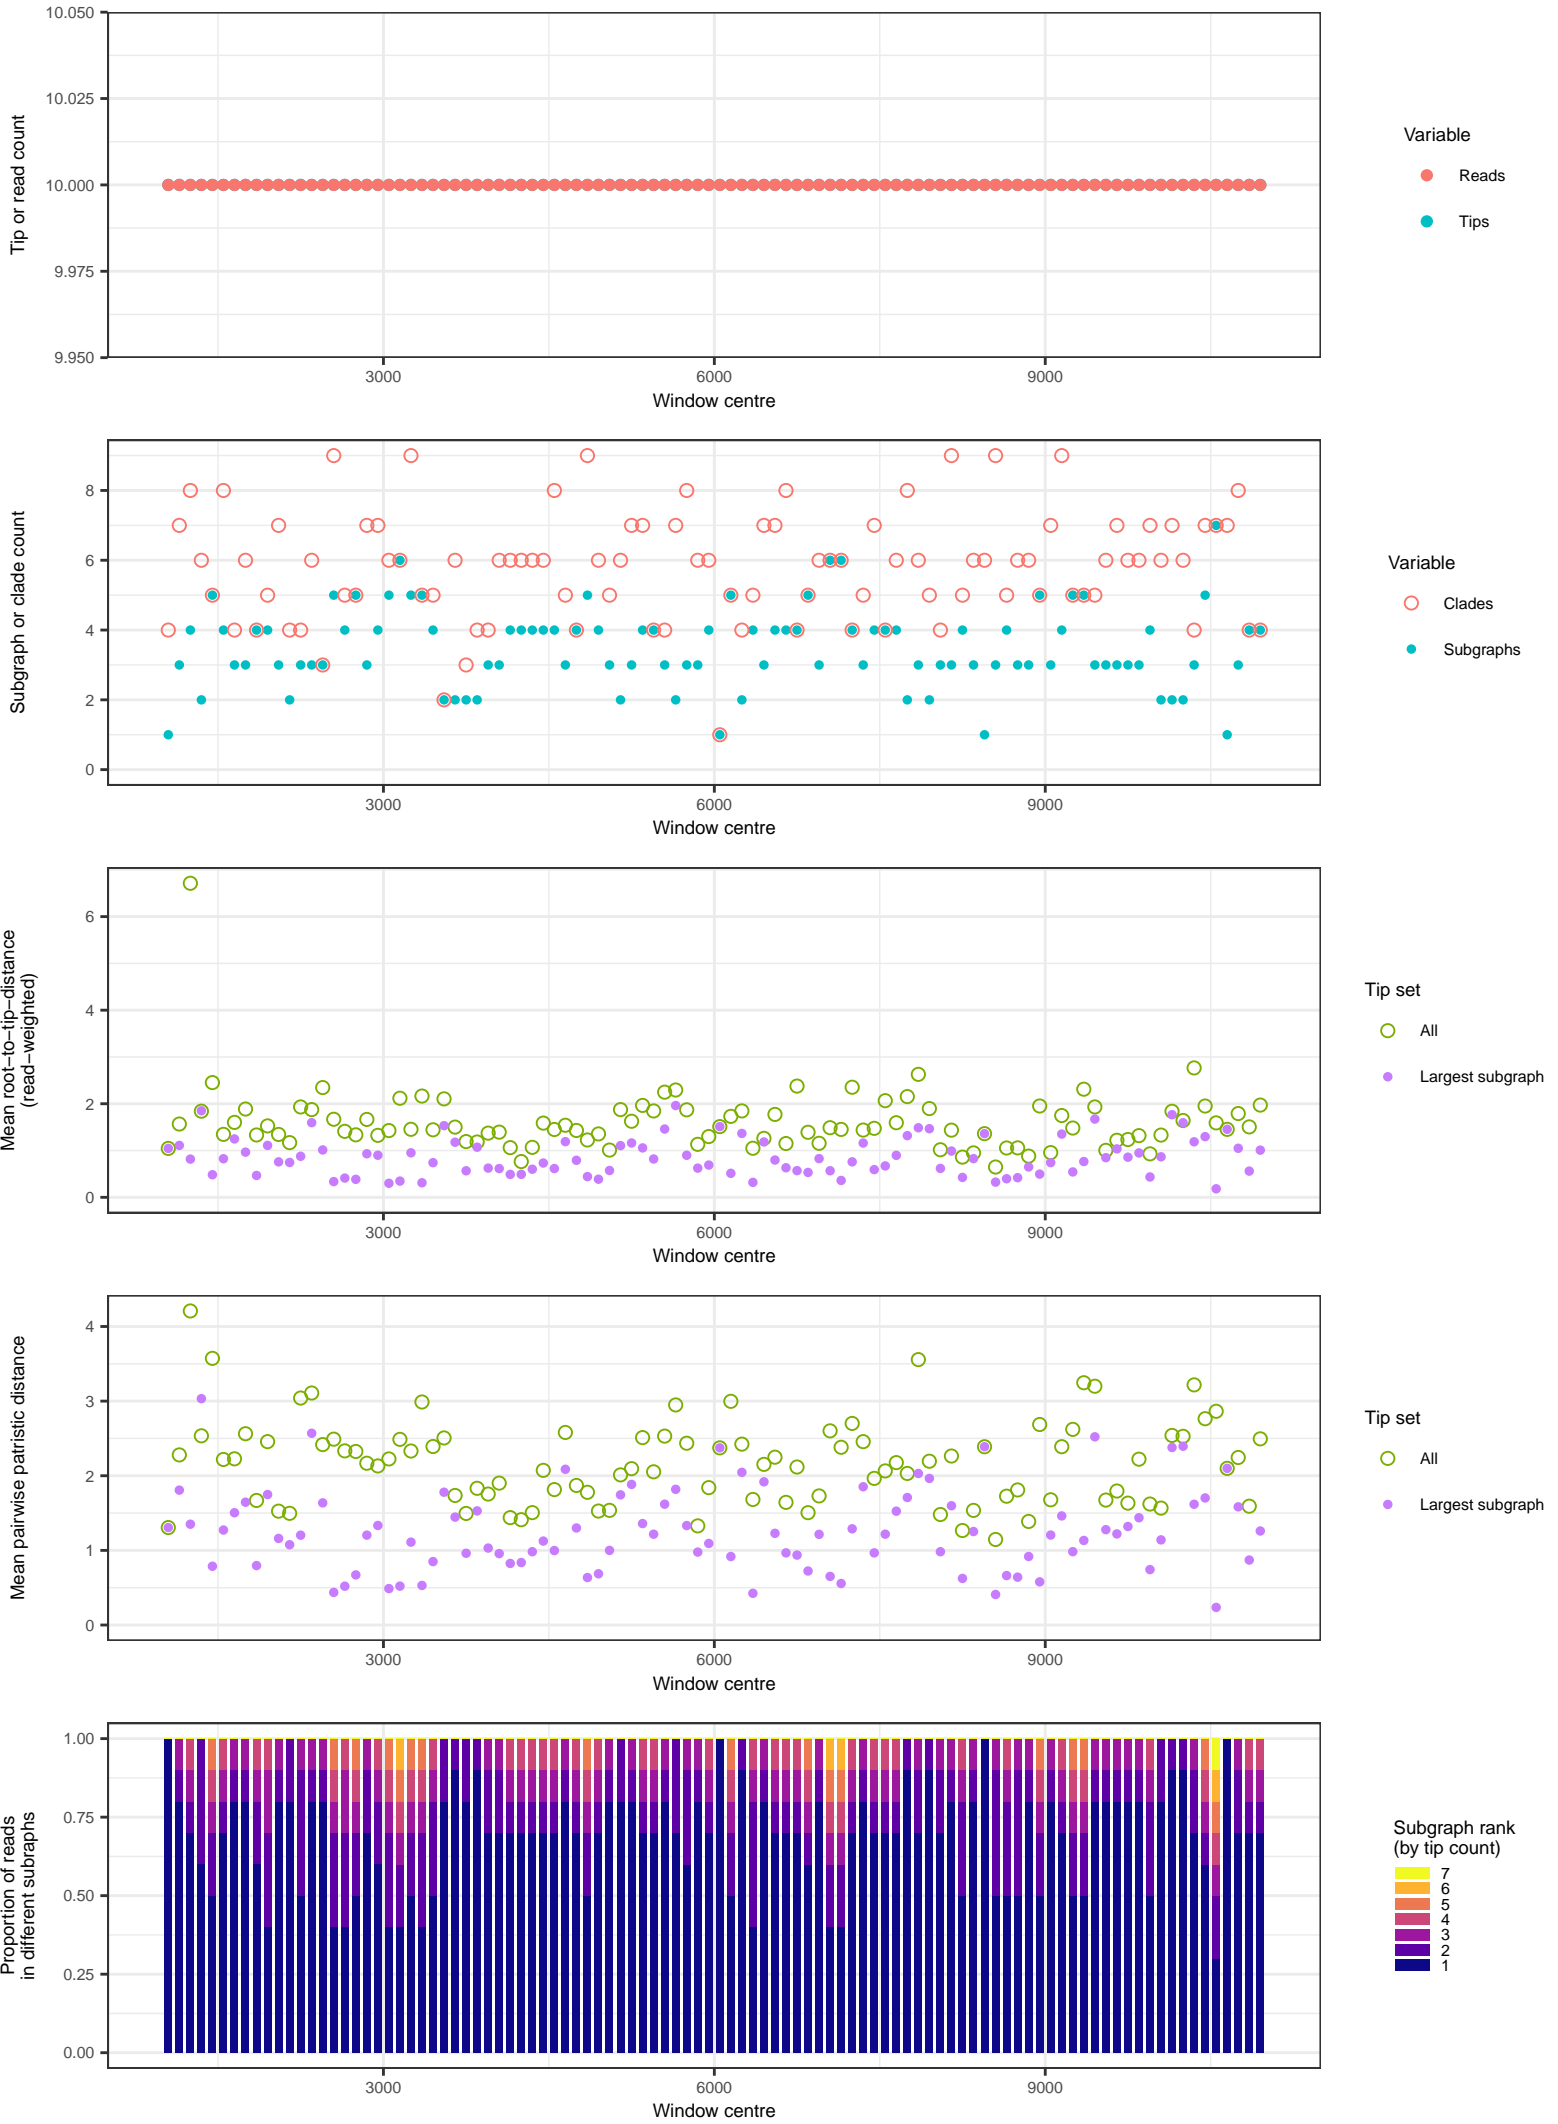 10.050
10.025
10.000
9.975
9.950
Tip or read count
3000
6000
9000
Window centre
Variable
Reads
Tips
8
6
4
2
0
Subgraph or clade count
3000
6000
9000
Window centre
Variable
Clades
Subgraphs
6
4
2
0
Mean root−to−tip−distance
(read−weighted)
3000
6000
9000
Window centre
Tip set
All
Largest subgraph
4
3
2
1
0
Mean pairwise patristic distance
3000
6000
9000
Window centre
Tip set
All
Largest subgraph
1.00
0.75
0.50
0.25
0.00
Proportion of reads
in different subraphs
3000
6000
9000
Window centre
Subgraph rank
(by tip count)
7
6
5
4
3
2
1